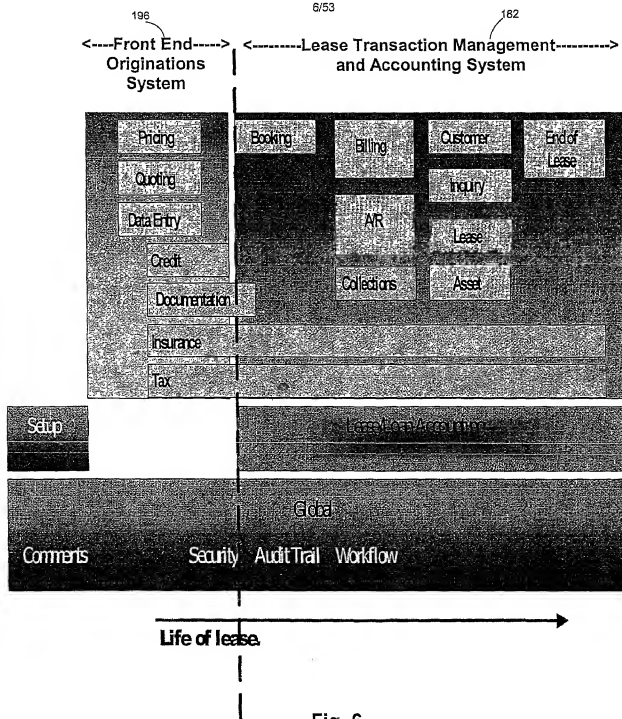 6/53
196
182
<----Front End-----> <---------Lease Transaction Management----------->
Originations and Accounting System
System
Pricing Booking Billing Customer End of
Lease
Quoting Inquiry
Data Entry A/R Lease
Credit
Collections Asset
Documentation
Insurance
Tax
Setup Lease/Loan Accounting
Global
Comments Security Audit Trail Workflow
Life of lease.
Fig. 6